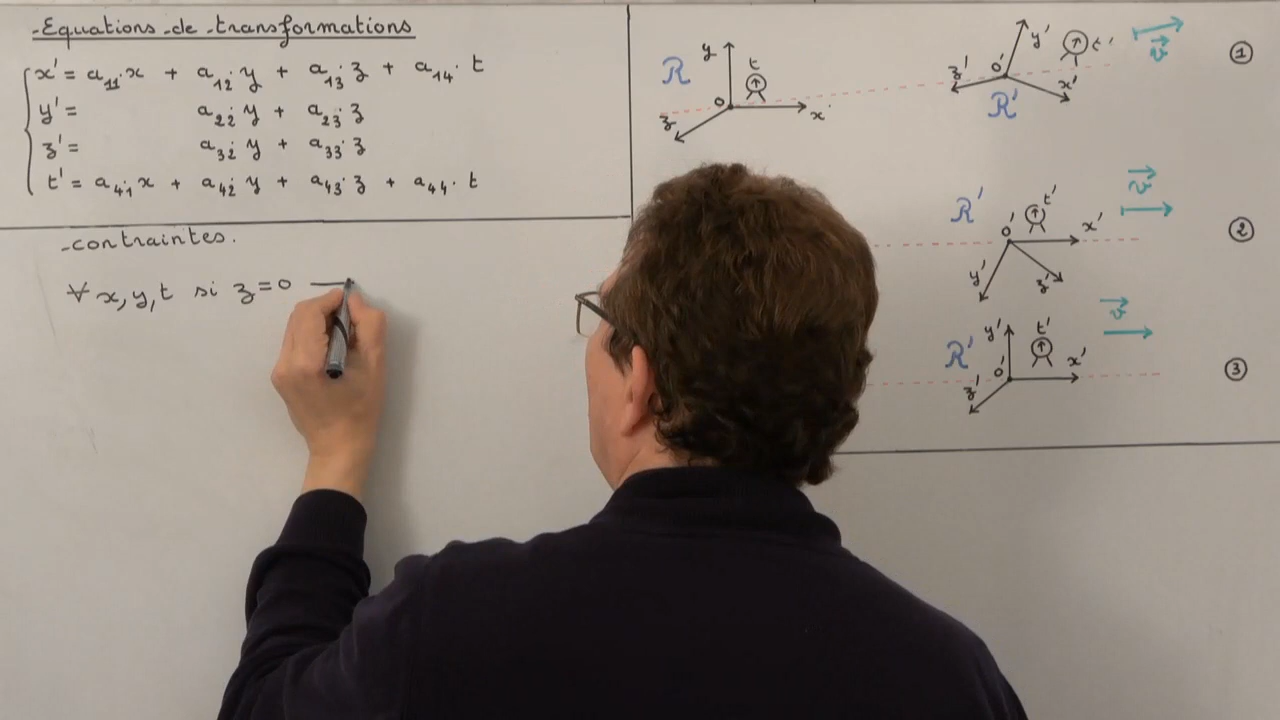 Equations de transformations
x' = a₁₁·x + a₁₂·y + a₁₃·z + a₁₄·t
y' = a₂₂·y + a₂₃·z
z' = a₃₂·y + a₃₃·z
t' = a₄₁·x + a₄₂·y + a₄₃·z + a₄₄·t
contraintes.
∀ x, y, t si z = 0
R y t o x z
z' o' y' t' x' R' v ①
R' o' t' x' y' z' v ②
R' y' t' o' x' z' v ③